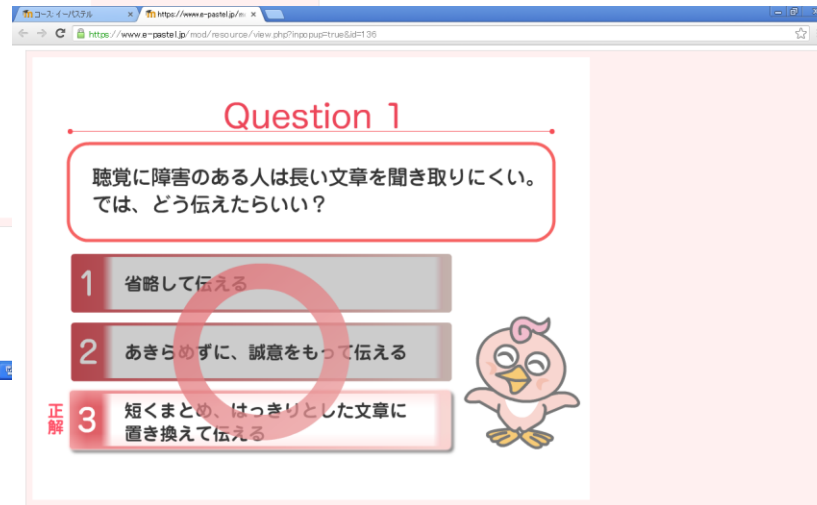 コース: イーパステル
https://www.e-pastel.jp/m
https://www.e-pastel.jp/mod/resource/view.php?inpopup=true&id=136
Question 1
聴覚に障害のある人は長い文章を聞き取りにくい。
では、どう伝えたらいい？
1 省略して伝える
2 あきらめずに、誠意をもって伝える
正解 3 短くまとめ、はっきりとした文章に
置き換えて伝える